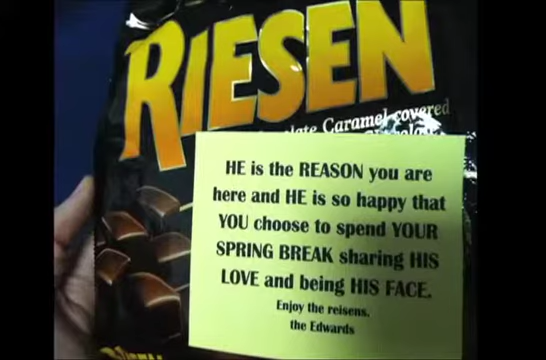 RIESEN
Caramel covered
HE is the REASON you are
here and HE is so happy that
YOU choose to spend YOUR
SPRING BREAK sharing HIS
LOVE and being HIS FACE.
Enjoy the reisens.
the Edwards